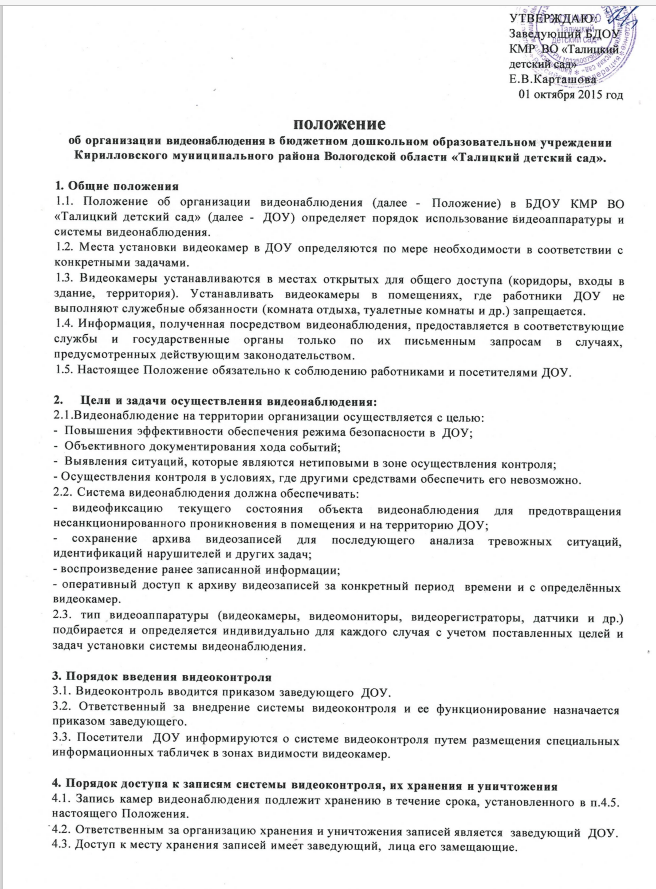 УТВЕРЖДАЮ:
Заведующий БДОУ
КМР ВО «Талицкий
детский сад»
Е.В.Карташова
01 октября 2015 год
«Талицкий
детский сад»
положение
об организации видеонаблюдения в бюджетном дошкольном образовательном учреждении
Кирилловского муниципального района Вологодской области «Талицкий детский сад».
1. Общие положения
1.1. Положение об организации видеонаблюдения (далее - Положение) в БДОУ КМР ВО
«Талицкий детский сад» (далее - ДОУ) определяет порядок использование видеоаппаратуры и
системы видеонаблюдения.
1.2. Места установки видеокамер в ДОУ определяются по мере необходимости в соответствии с
конкретными задачами.
1.3. Видеокамеры устанавливаются в местах открытых для общего доступа (коридоры, входы в
здание, территория). Устанавливать видеокамеры в помещениях, где работники ДОУ не
выполняют служебные обязанности (комната отдыха, туалетные комнаты и др.) запрещается.
1.4. Информация, полученная посредством видеонаблюдения, предоставляется в соответствующие
службы и государственные органы только по их письменным запросам в случаях,
предусмотренных действующим законодательством.
1.5. Настоящее Положение обязательно к соблюдению работниками и посетителями ДОУ.
2. Цели и задачи осуществления видеонаблюдения:
2.1.Видеонаблюдение на территории организации осуществляется с целью:
- Повышения эффективности обеспечения режима безопасности в ДОУ;
- Объективного документирования хода событий;
- Выявления ситуаций, которые являются нетиповыми в зоне осуществления контроля;
- Осуществления контроля в условиях, где другими средствами обеспечить его невозможно.
2.2. Система видеонаблюдения должна обеспечивать:
- видеофиксацию текущего состояния объекта видеонаблюдения для предотвращения
несанкционированного проникновения в помещения и на территорию ДОУ;
- сохранение архива видеозаписей для последующего анализа тревожных ситуаций,
идентификаций нарушителей и других задач;
- воспроизведение ранее записанной информации;
- оперативный доступ к архиву видеозаписей за конкретный период времени и с определённых
видеокамер.
2.3. тип видеоаппаратуры (видеокамеры, видеомониторы, видеорегистраторы, датчики и др.)
подбирается и определяется индивидуально для каждого случая с учетом поставленных целей и
задач установки системы видеонаблюдения.
3. Порядок введения видеоконтроля
3.1. Видеоконтроль вводится приказом заведующего ДОУ.
3.2. Ответственный за внедрение системы видеоконтроля и ее функционирование назначается
приказом заведующего.
3.3. Посетители ДОУ информируются о системе видеоконтроля путем размещения специальных
информационных табличек в зонах видимости видеокамер.
4. Порядок доступа к записям системы видеоконтроля, их хранения и уничтожения
4.1. Запись камер видеонаблюдения подлежит хранению в течение срока, установленного в п.4.5.
настоящего Положения.
4.2. Ответственным за организацию хранения и уничтожения записей является заведующий ДОУ.
4.3. Доступ к месту хранения записей имеет заведующий, лица его замещающие.